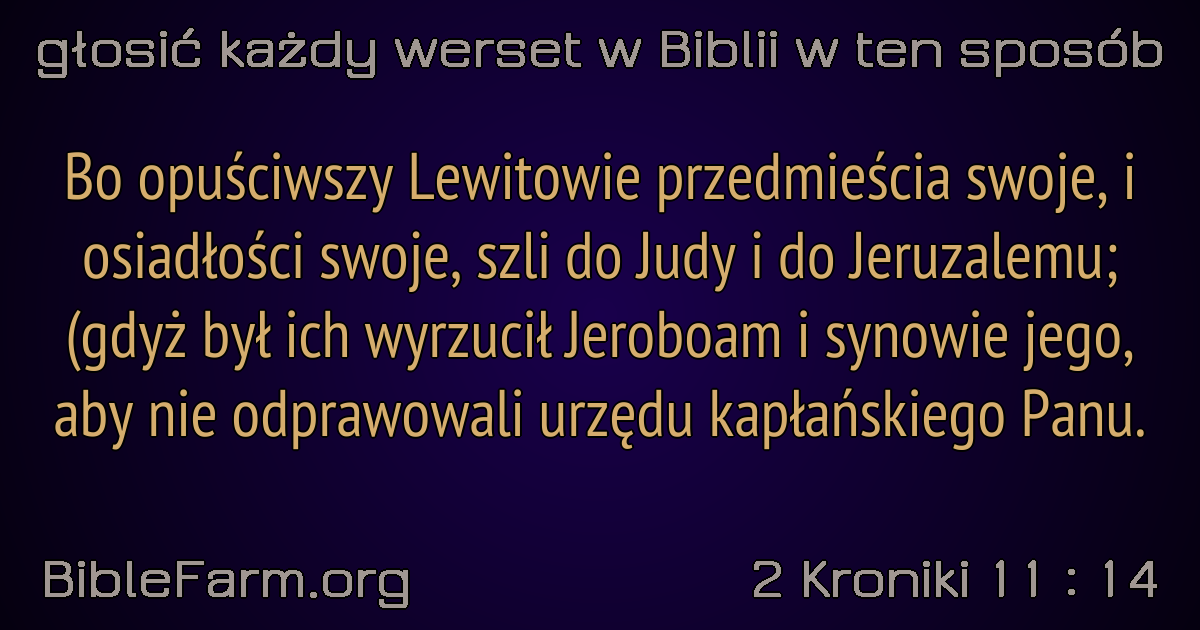 głosić każdy werset w Biblii w ten sposób
Bo opuściwszy Lewitowie przedmieścia swoje, i
osiadłości swoje, szli do Judy i do Jeruzalemu;
(gdyż był ich wyrzucił Jeroboam i synowie jego,
aby nie odprawowali urzędu kapłańskiego Panu.
BibleFarm.org
2 Kroniki 11 : 14